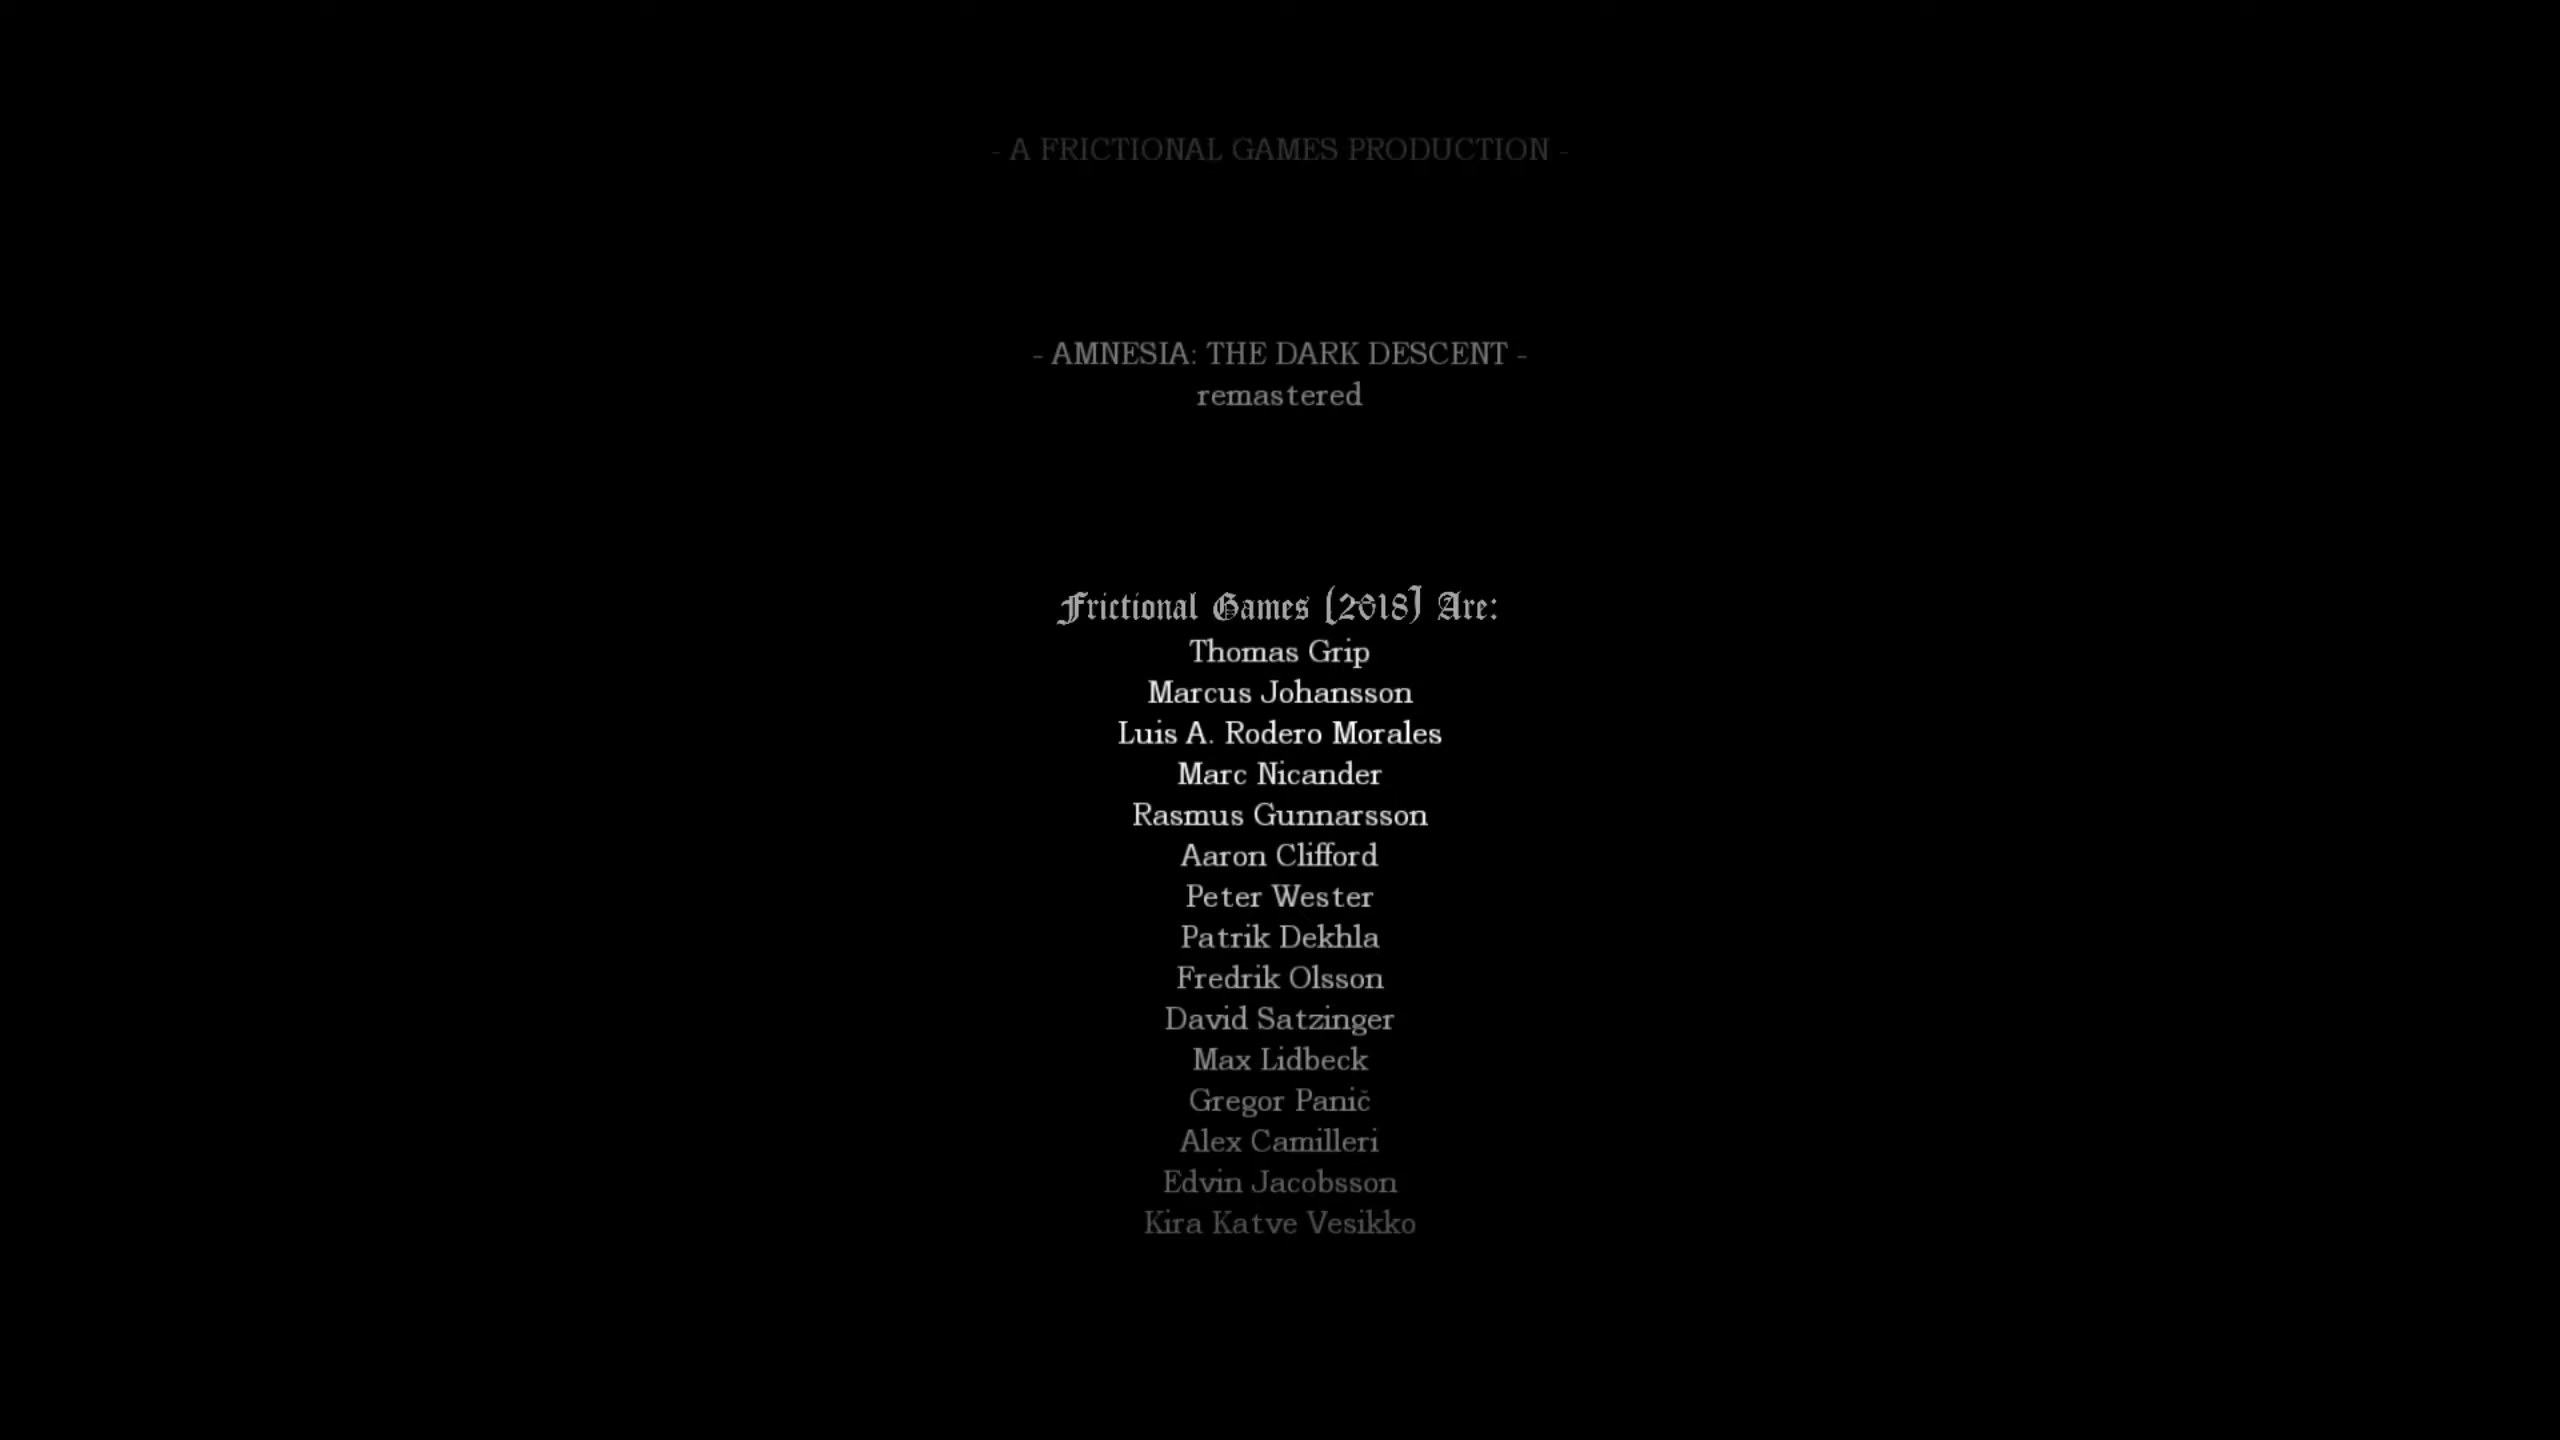 - A FRICTIONAL GAMES PRODUCTION -
- AMNESIA: THE DARK DESCENT -
remastered
Frictional Games (2018) Are:
Thomas Grip
Marcus Johansson
Luis A. Rodero Morales
Marc Nicander
Rasmus Gunnarsson
Aaron Clifford
Peter Wester
Patrik Dekhla
Fredrik Olsson
David Satzinger
Max Lidbeck
Gregor Panič
Alex Camilleri
Edvin Jacobsson
Kira Katve Vesikko